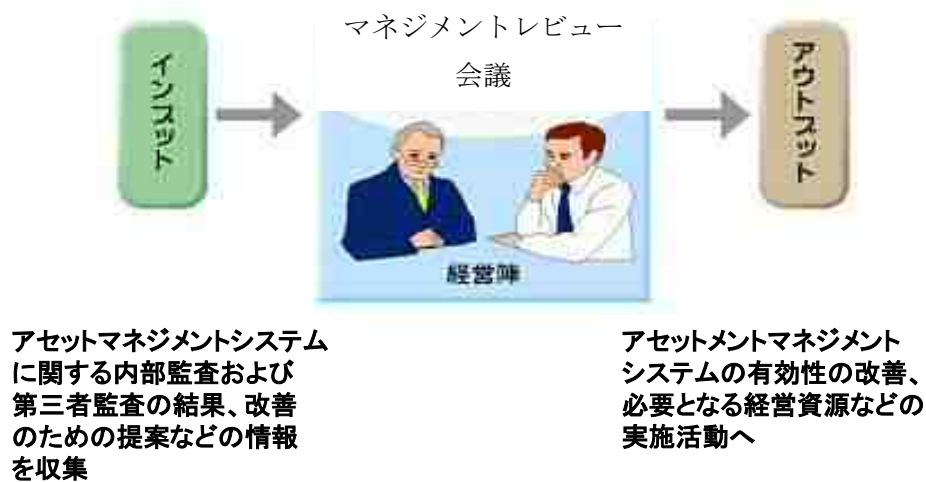 マネジメントレビュー
会議
インプット
アウトプット
経営陣
アセットマネジメントシステム
に関する内部監査および
第三者監査の結果、改善
のための提案などの情報
を収集
アセットメントマネジメント
システムの有効性の改善、
必要となる経営資源などの
実施活動へ